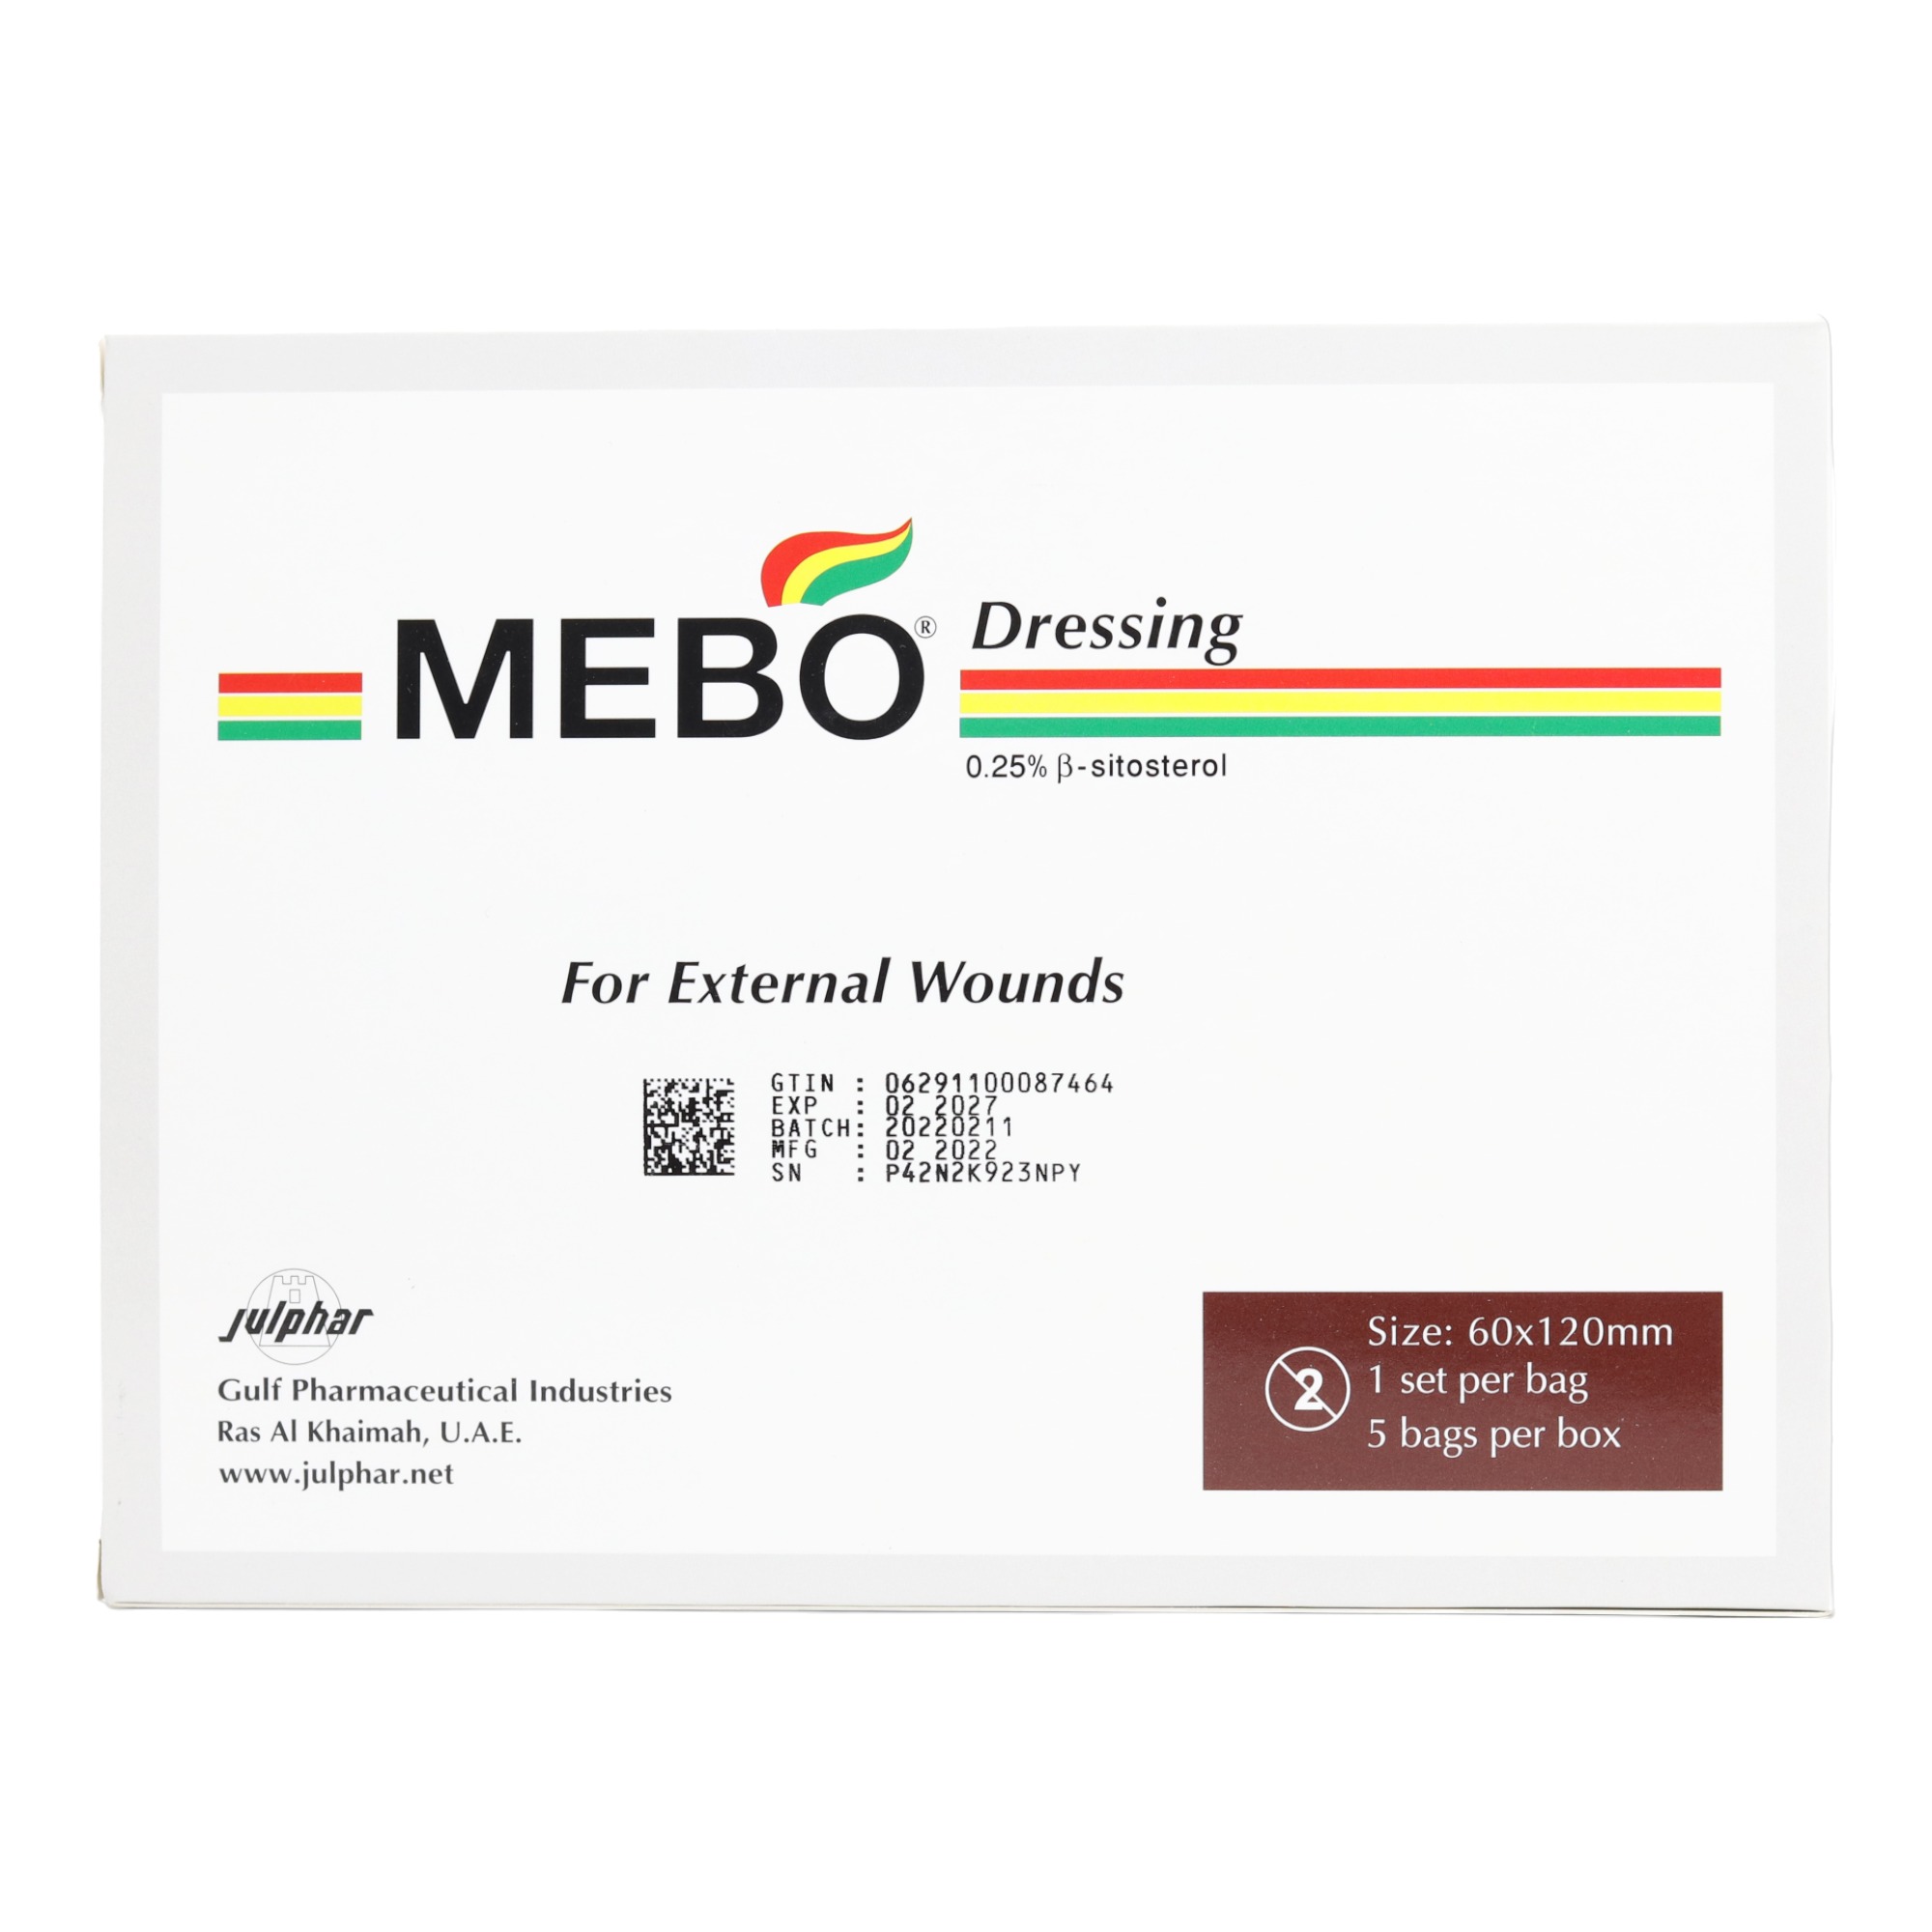 MEBO® Dressing
0.25% β-sitosterol
For External Wounds
GTIN : 06291100087464
EXP : 02 2027
BATCH: 20220211
MFG : 02 2022
SN : P42N2K923NPY
julphar
Gulf Pharmaceutical Industries
Ras Al Khaimah, U.A.E.
www.julphar.net
2
Size: 60x120mm
1 set per bag
5 bags per box